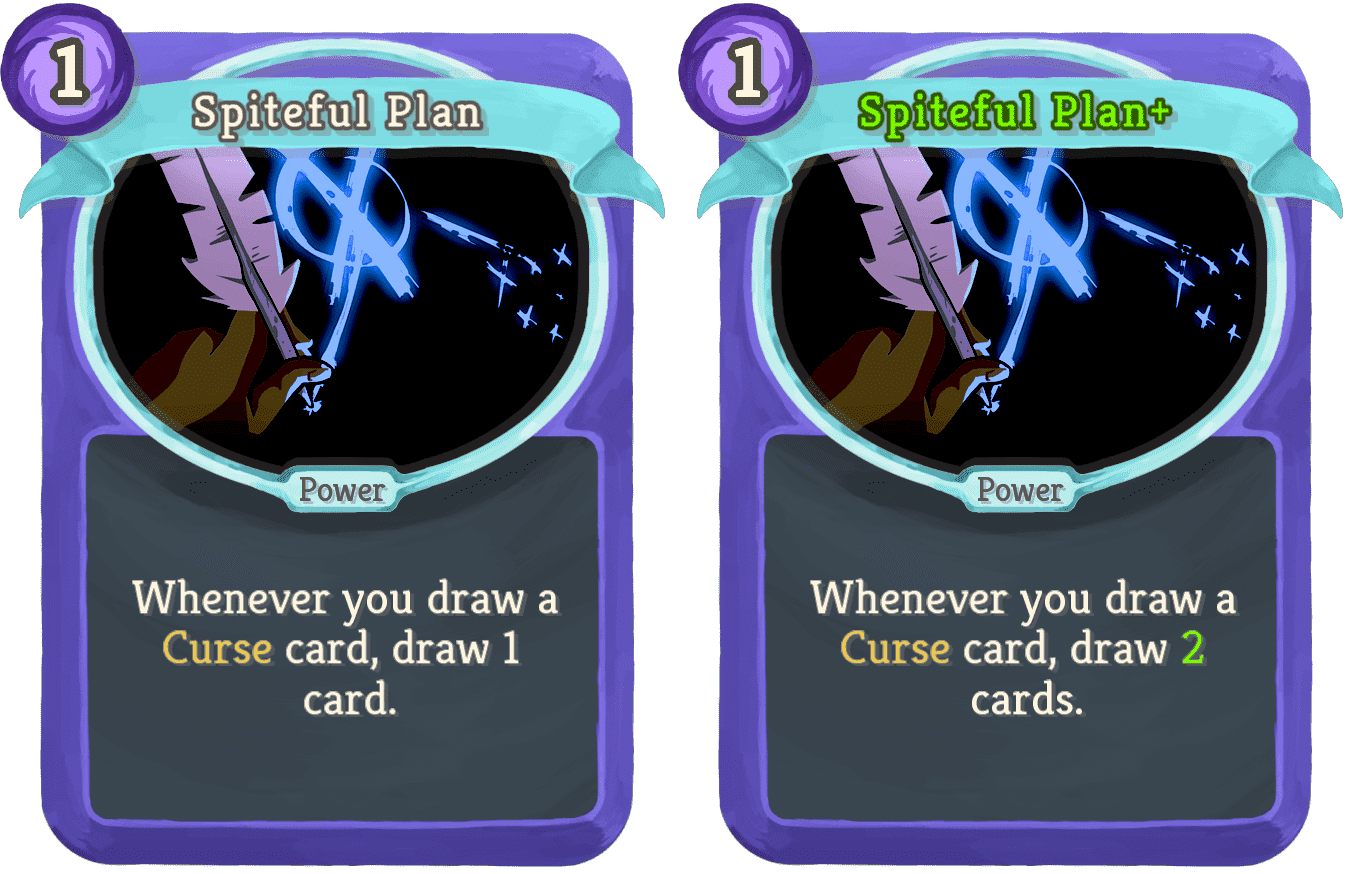 1
Spiteful Plan
Power
Whenever you draw a
Curse card, draw 1
card.
1
Spiteful Plan+
Power
Whenever you draw a
Curse card, draw 2
cards.